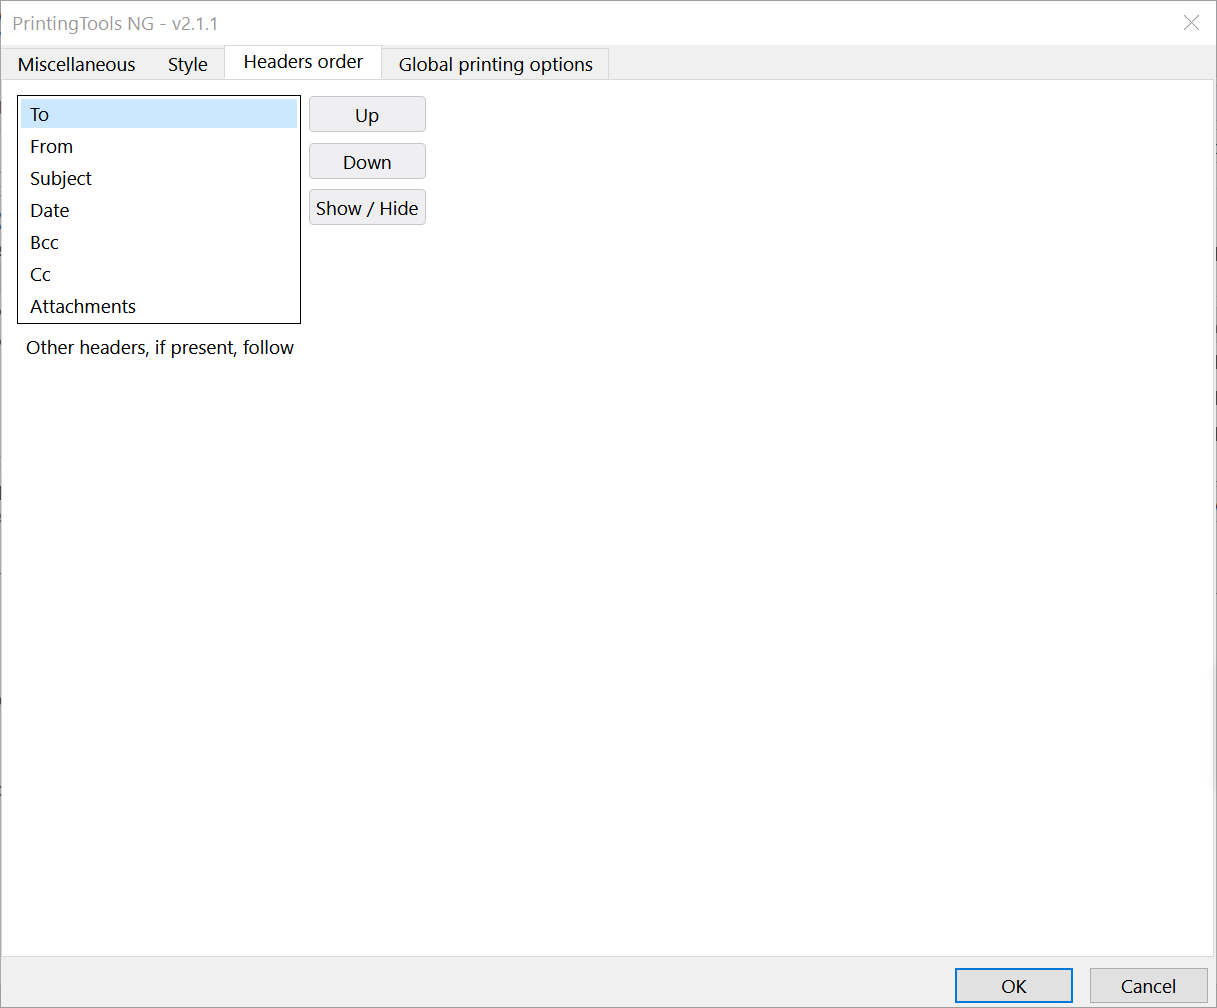 PrintingTools NG - v2.1.1
Miscellaneous Style Headers order Global printing options
To
From
Subject
Date
Bcc
Cc
Attachments
Up
Down
Show / Hide
Other headers, if present, follow
OK Cancel